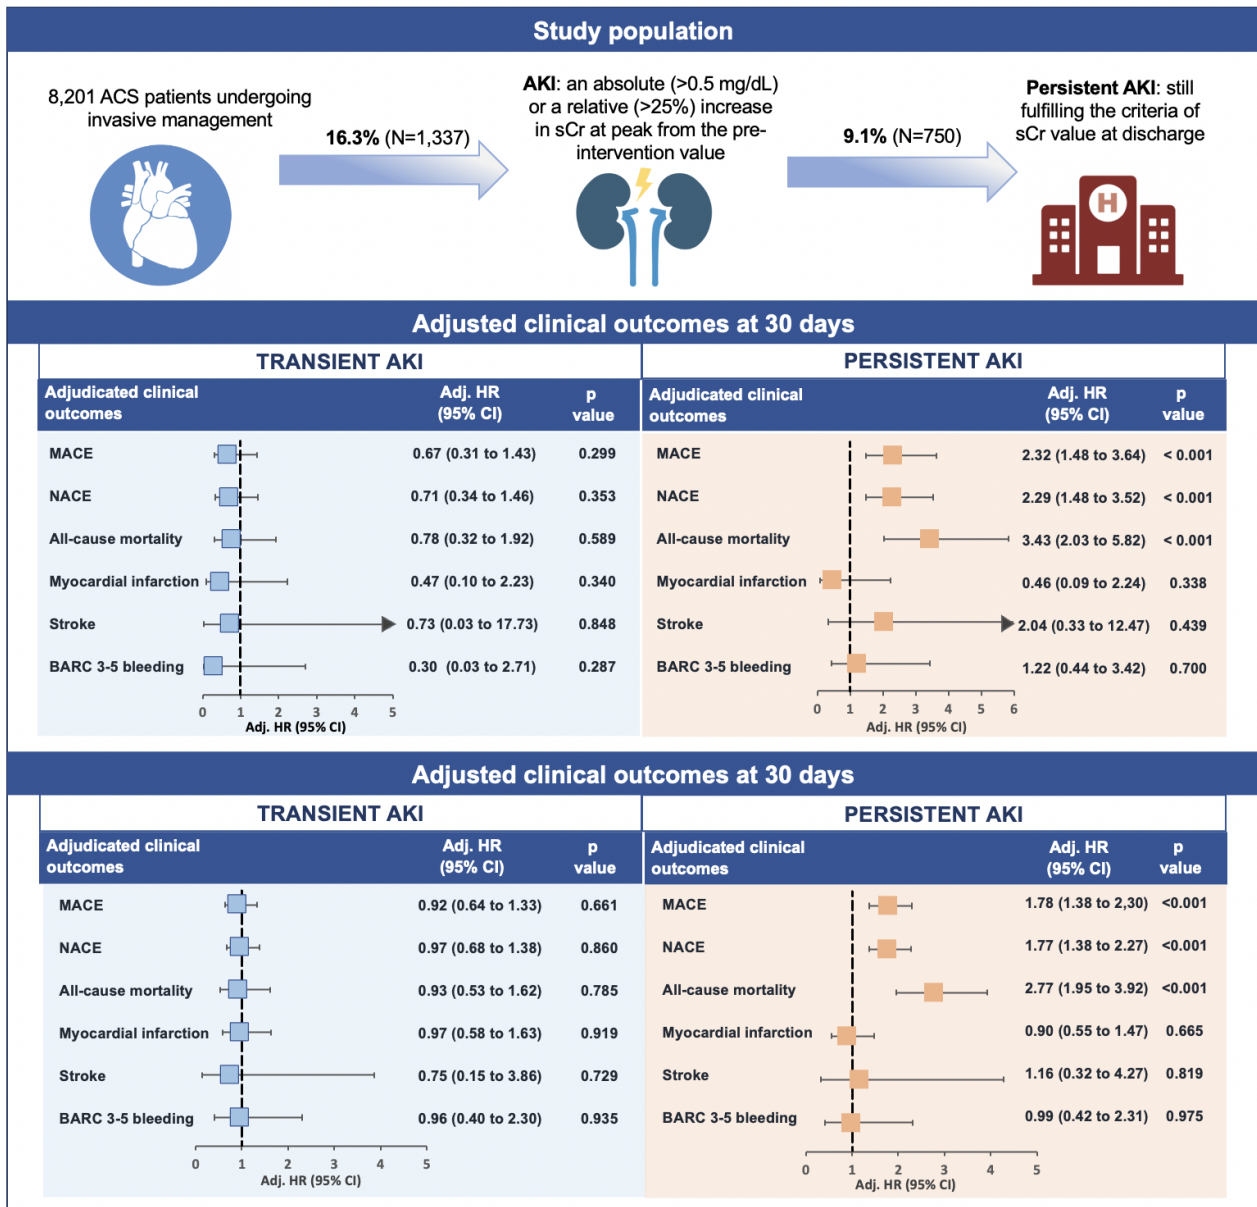 Study population
8,201 ACS patients undergoing
invasive management
16.3% (N=1,337)
AKI: an absolute (>0.5 mg/dL)
or a relative (>25%) increase
in sCr at peak from the pre-
intervention value
9.1% (N=750)
Persistent AKI: still
fulfilling the criteria of
sCr value at discharge
H
Adjusted clinical outcomes at 30 days
TRANSIENT AKI
Adjudicated clinical
outcomes
Adj. HR
(95% CI)
p
value
MACE 0.67 (0.31 to 1.43) 0.299
NACE 0.71 (0.34 to 1.46) 0.353
All-cause mortality 0.78 (0.32 to 1.92) 0.589
Myocardial infarction 0.47 (0.10 to 2.23) 0.340
Stroke 0.73 (0.03 to 17.73) 0.848
BARC 3-5 bleeding 0.30 (0.03 to 2.71) 0.287
0 1 2 3 4 5
Adj. HR (95% CI)
PERSISTENT AKI
Adjudicated clinical
outcomes
Adj. HR
(95% CI)
p
value
MACE 2.32 (1.48 to 3.64) < 0.001
NACE 2.29 (1.48 to 3.52) < 0.001
All-cause mortality 3.43 (2.03 to 5.82) < 0.001
Myocardial infarction 0.46 (0.09 to 2.24) 0.338
Stroke 2.04 (0.33 to 12.47) 0.439
BARC 3-5 bleeding 1.22 (0.44 to 3.42) 0.700
0 1 2 3 4 5 6
Adj. HR (95% CI)
Adjusted clinical outcomes at 30 days
TRANSIENT AKI
Adjudicated clinical
outcomes
Adj. HR
(95% CI)
p
value
MACE 0.92 (0.64 to 1.33) 0.661
NACE 0.97 (0.68 to 1.38) 0.860
All-cause mortality 0.93 (0.53 to 1.62) 0.785
Myocardial infarction 0.97 (0.58 to 1.63) 0.919
Stroke 0.75 (0.15 to 3.86) 0.729
BARC 3-5 bleeding 0.96 (0.40 to 2.30) 0.935
0 1 2 3 4 5
Adj. HR (95% CI)
PERSISTENT AKI
Adjudicated clinical
outcomes
Adj. HR
(95% CI)
p
value
MACE 1.78 (1.38 to 2,30) <0.001
NACE 1.77 (1.38 to 2.27) <0.001
All-cause mortality 2.77 (1.95 to 3.92) <0.001
Myocardial infarction 0.90 (0.55 to 1.47) 0.665
Stroke 1.16 (0.32 to 4.27) 0.819
BARC 3-5 bleeding 0.99 (0.42 to 2.31) 0.975
0 1 2 3 4 5
Adj. HR (95% CI)